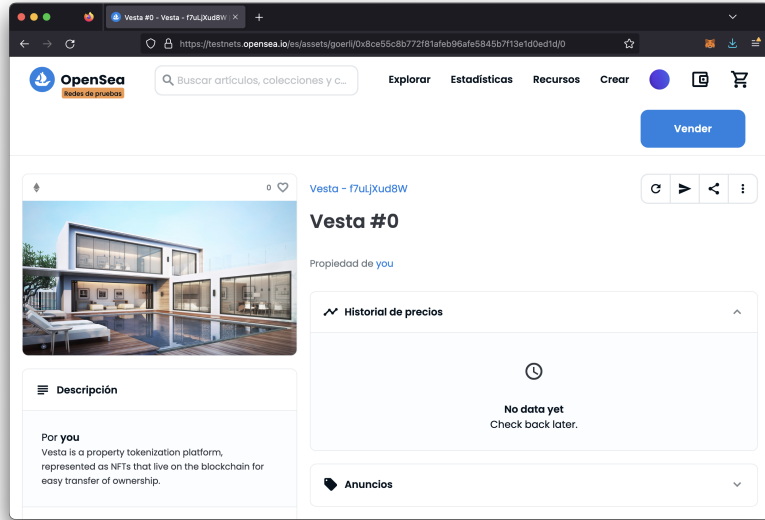 Vesta #0 - Vesta - f7uLjXud8W
https://testnets.opensea.io/es/assets/goerli/0x8ce55c8b772f81afeb96afe5845b7f13e1d0ed1d/0
OpenSea
Redes de pruebas
Buscar artículos, colecciones y c...
Explorar
Estadísticas
Recursos
Crear
Vender
0
Vesta - f7uLjXud8W
Vesta #0
Propiedad de you
Historial de precios
No data yet
Check back later.
Descripción
Por you
Vesta is a property tokenization platform,
represented as NFTs that live on the blockchain for
easy transfer of ownership.
Anuncios